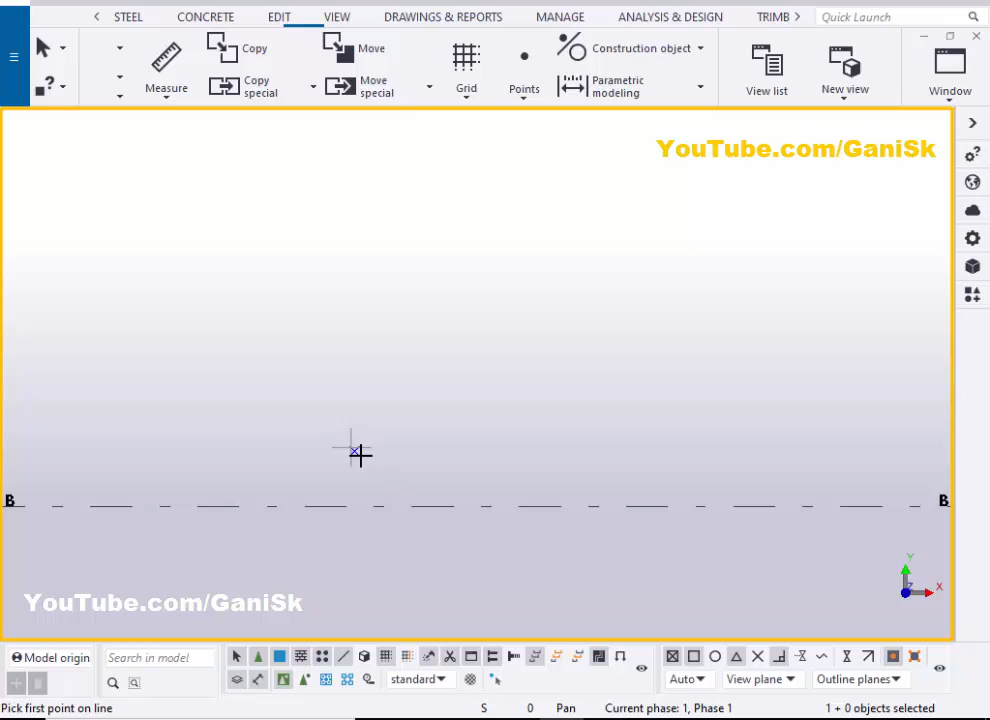 STEEL CONCRETE EDIT VIEW DRAWINGS & REPORTS MANAGE ANALYSIS & DESIGN TRIMB Quick Launch
Measure
Copy
Copy special
Move
Move special
Grid
Points
Construction object
Parametric modeling
View list
New view
Window
YouTube.com/GaniSk
B
B
Y
Z
X
YouTube.com/GaniSk
Model origin
Search in model
standard
Auto
View plane
Outline planes
Pick first point on line
S 0 Pan Current phase: 1, Phase 1 1 + 0 objects selected